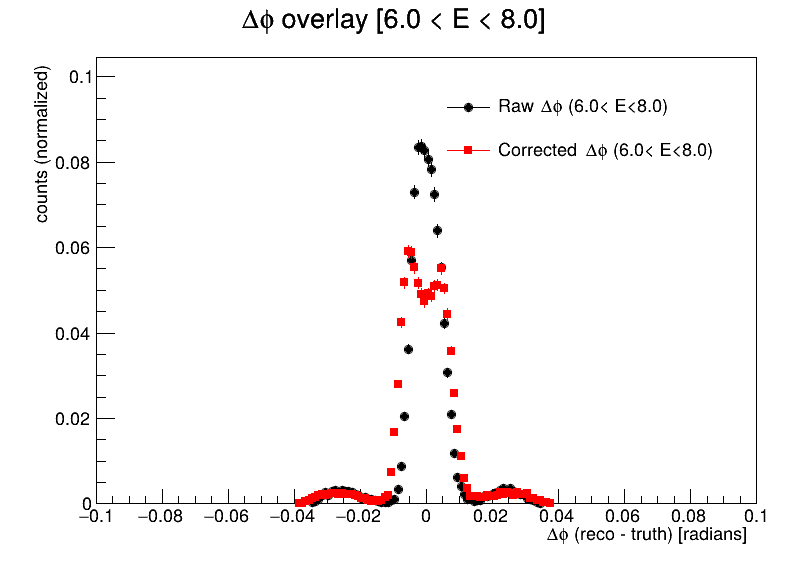 Δϕ overlay [6.0 < E < 8.0]
counts (normalized)
0.1
0.08
0.06
0.04
0.02
0
Raw Δϕ (6.0< E<8.0)
Corrected Δϕ (6.0< E<8.0)
−0.1 −0.08 −0.06 −0.04 −0.02 0 0.02 0.04 0.06 0.08 0.1
Δϕ (reco - truth) [radians]